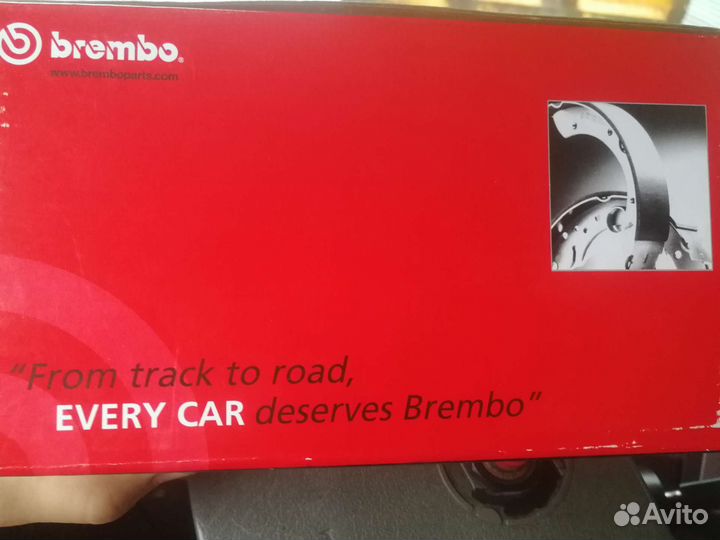 brembo®
www.bremboparts.com
"From track to road,
EVERY CAR deserves Brembo"
Avito